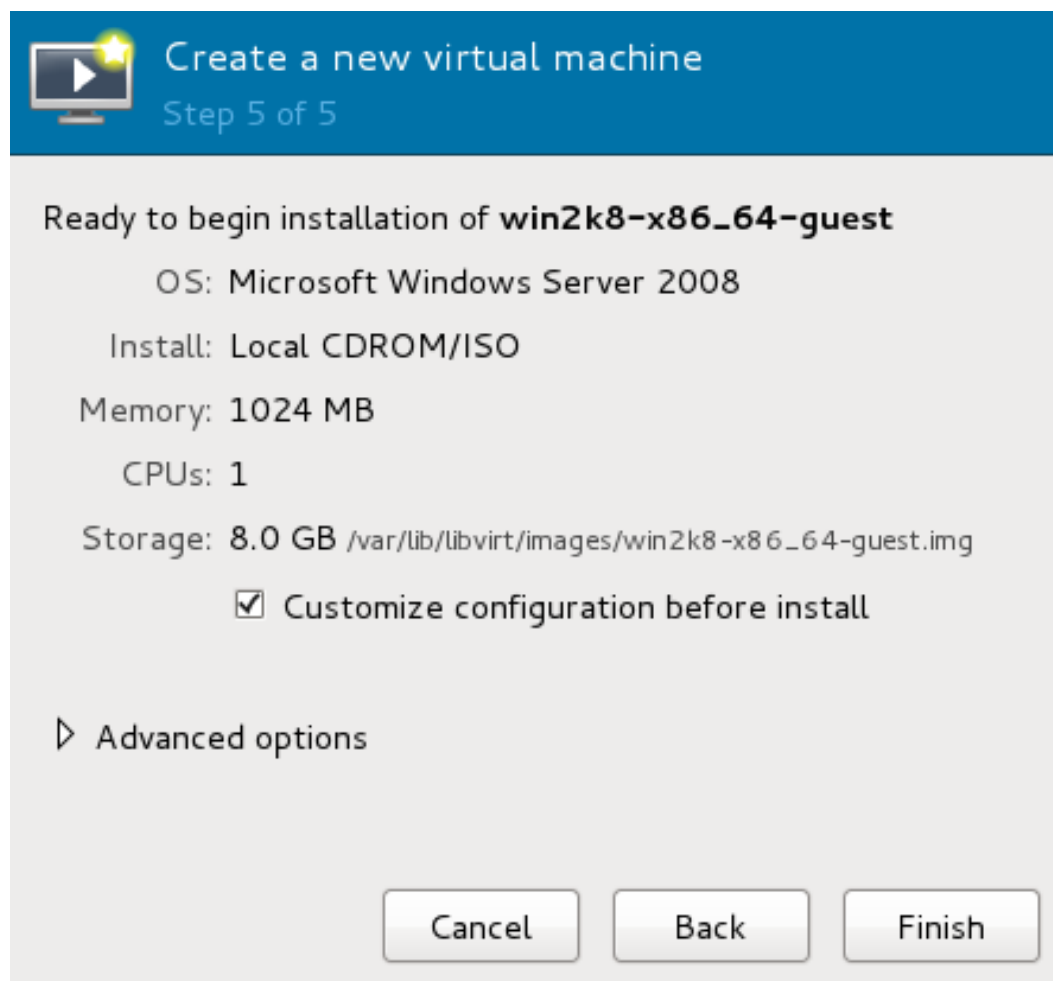 Create a new virtual machine
Step 5 of 5
Ready to begin installation of win2k8-x86_64-guest
OS: Microsoft Windows Server 2008
Install: Local CDROM/ISO
Memory: 1024 MB
CPUs: 1
Storage: 8.0 GB /var/lib/libvirt/images/win2k8-x86_64-guest.img
Customize configuration before install
Advanced options
Cancel Back Finish